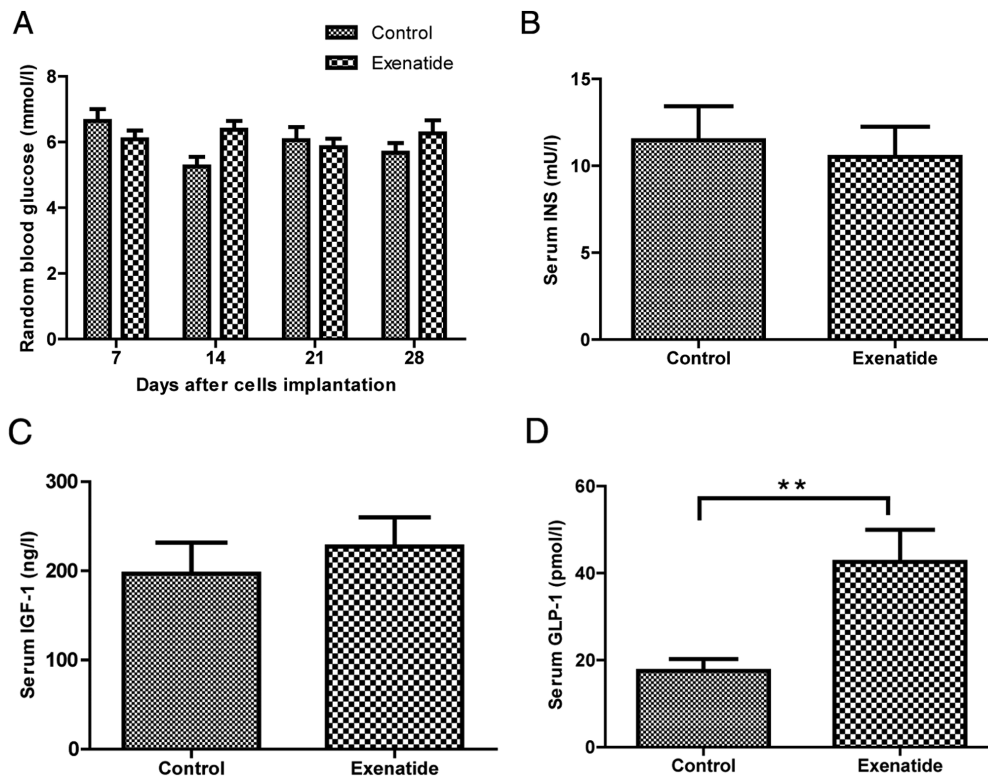 A
Control
Exenatide
Random blood glucose (mmol/l)
8
6
4
2
0
7 14 21 28
Days after cells implantation
B
Serum INS (mU/l)
15
10
5
0
Control Exenatide
C
Serum IGF-1 (ng/l)
300
200
100
0
Control Exenatide
D
Serum GLP-1 (pmol/l)
60
40
20
0
**
Control Exenatide